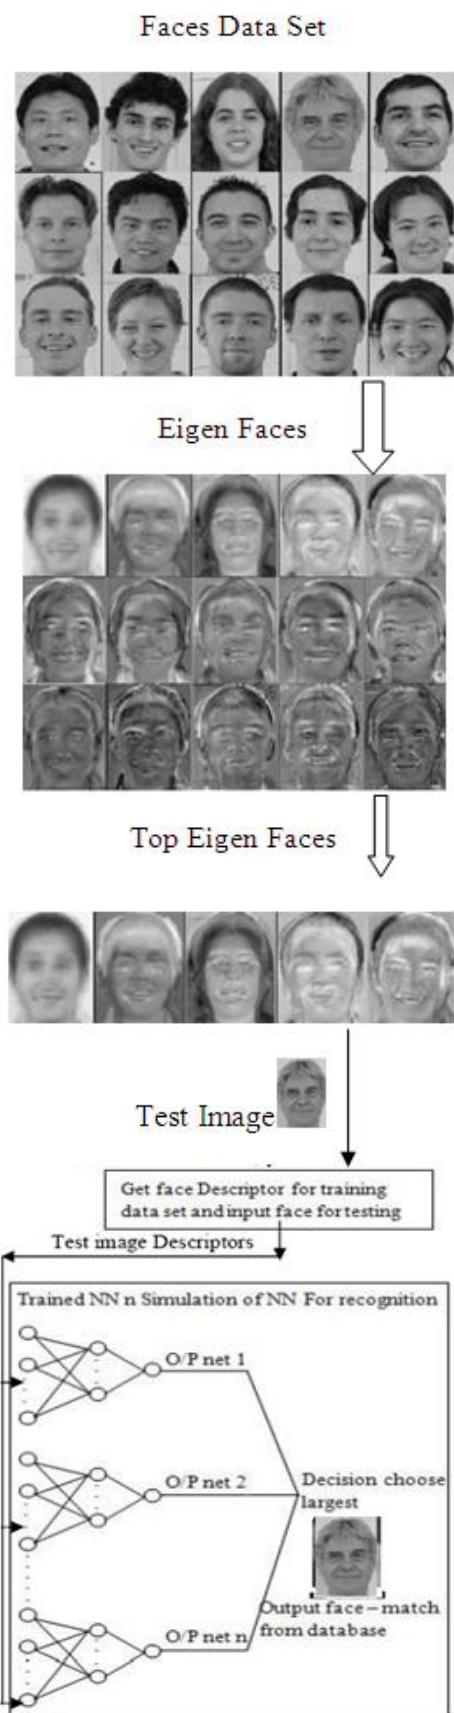 Faces Data Set
Eigen Faces
Top Eigen Faces
Test Image
Get face Descriptor for training
data set and input face for testing
Test image Descriptors
Trained NN n Simulation of NN For recognition
O/P net 1
O/P net 2
Decision choose
largest
Output face – match
from database
O/P net n